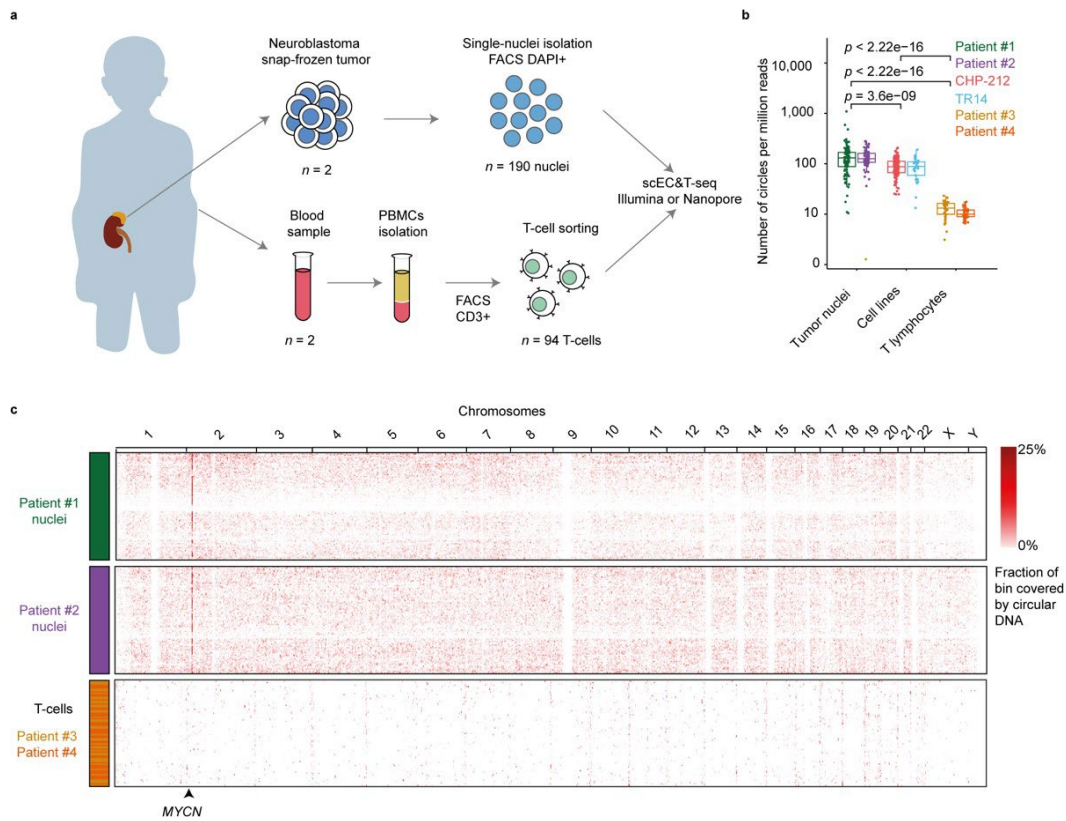 a
Neuroblastoma
snap-frozen tumor
n = 2
Single-nuclei isolation
FACS DAPI+
n = 190 nuclei
scEC&T-seq
Illumina or Nanopore
Blood
sample
n = 2
PBMCs
isolation
FACS
CD3+
T-cell sorting
n = 94 T-cells
b
Number of circles per million reads
10,000
1,000
100
10
0
p < 2.22e−16
p < 2.22e−16
p = 3.6e−09
Patient #1
Patient #2
CHP-212
TR14
Patient #3
Patient #4
Tumor nuclei
Cell lines
T lymphocytes
c
Chromosomes
1 2 3 4 5 6 7 8 9 10 11 12 13 14 15 16 17 18 19 20 21 22 X Y
Patient #1
nuclei
Patient #2
nuclei
T-cells
Patient #3
Patient #4
MYCN
25%
0%
Fraction of
bin covered
by circular
DNA